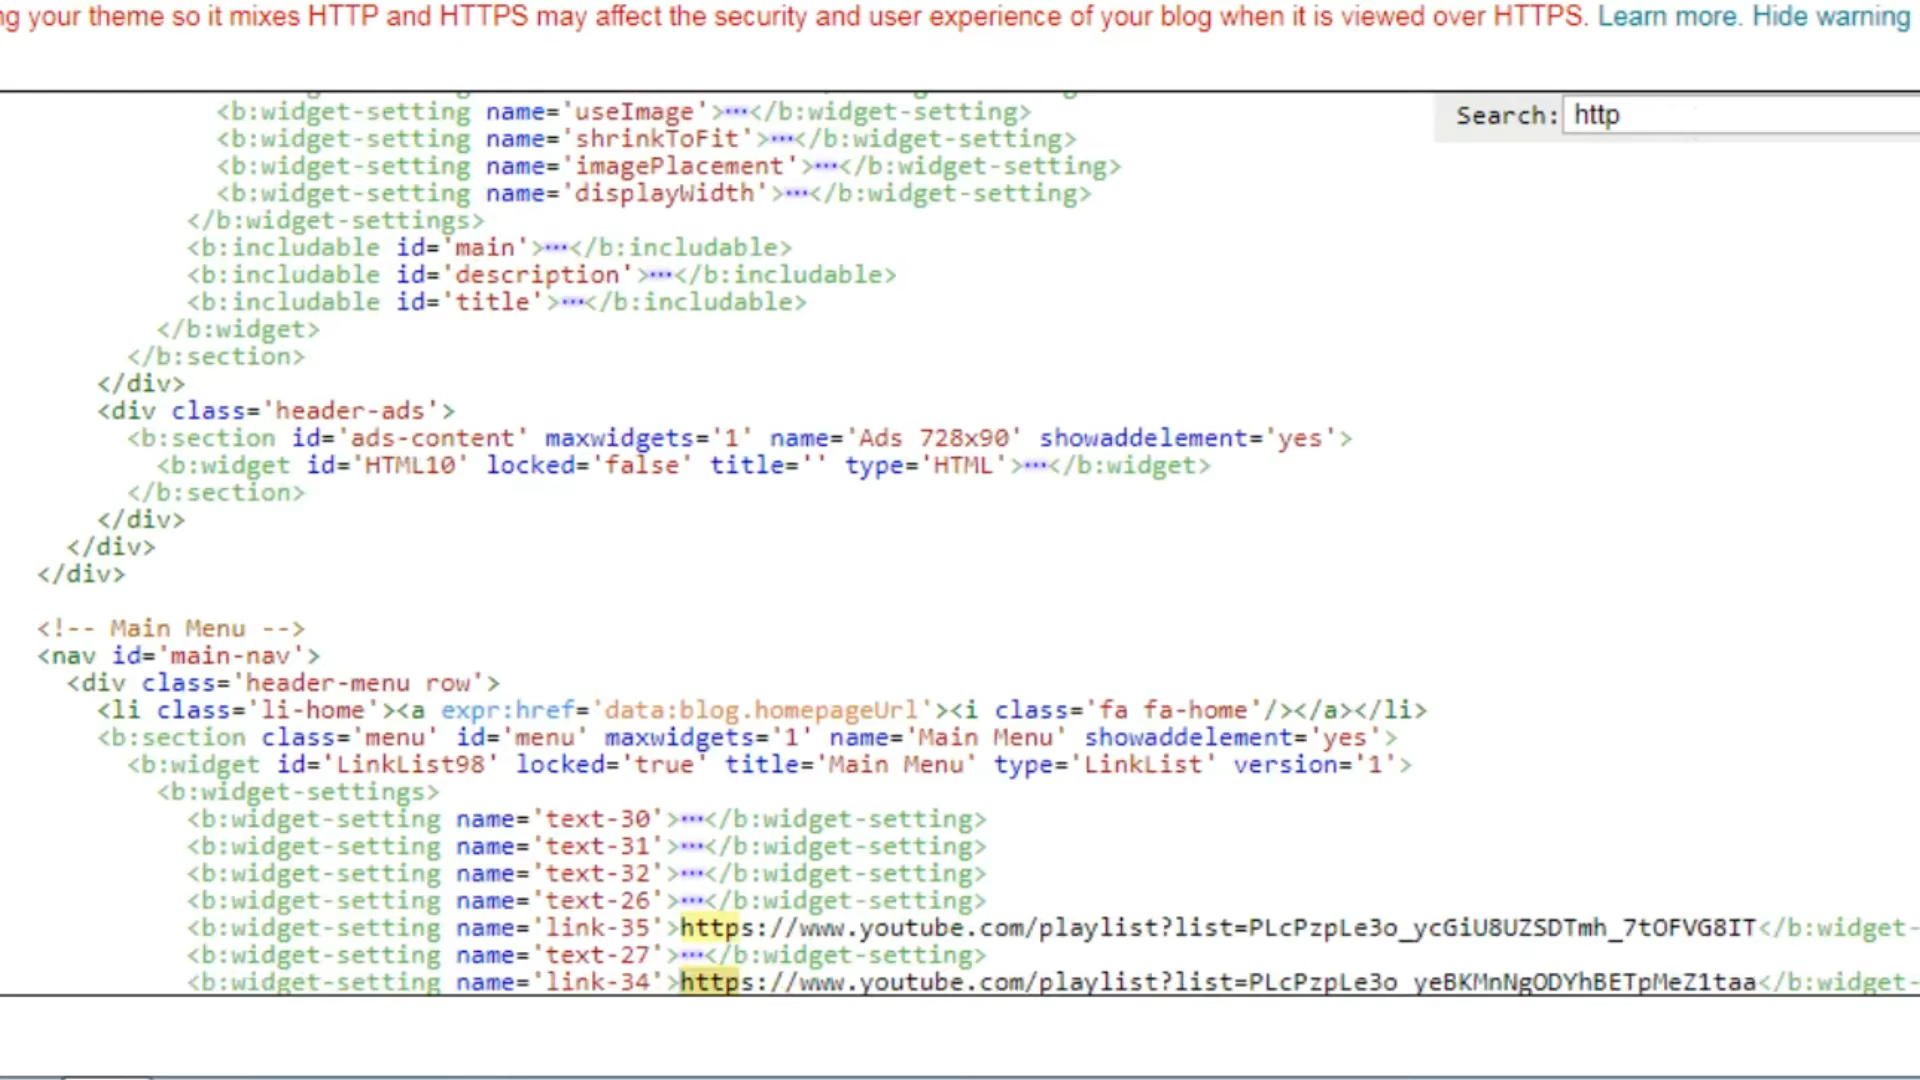 ng your theme so it mixes HTTP and HTTPS may affect the security and user experience of your blog when it is viewed over HTTPS. Learn more. Hide warning
Search: http
<b:widget-setting name='useImage'>⋯</b:widget-setting>
<b:widget-setting name='shrinkToFit'>⋯</b:widget-setting>
<b:widget-setting name='imagePlacement'>⋯</b:widget-setting>
<b:widget-setting name='displayWidth'>⋯</b:widget-setting>
</b:widget-settings>
<b:includable id='main'>⋯</b:includable>
<b:includable id='description'>⋯</b:includable>
<b:includable id='title'>⋯</b:includable>
</b:widget>
</b:section>
</div>
<div class='header-ads'>
<b:section id='ads-content' maxwidgets='1' name='Ads 728x90' showaddelement='yes'>
<b:widget id='HTML10' locked='false' title='' type='HTML'>⋯</b:widget>
</b:section>
</div>
</div>
</div>
<!-- Main Menu -->
<nav id='main-nav'>
<div class='header-menu row'>
<li class='li-home'><a expr:href='data:blog.homepageUrl'><i class='fa fa-home'/></a></li>
<b:section class='menu' id='menu' maxwidgets='1' name='Main Menu' showaddelement='yes'>
<b:widget id='LinkList98' locked='true' title='Main Menu' type='LinkList' version='1'>
<b:widget-settings>
<b:widget-setting name='text-30'>⋯</b:widget-setting>
<b:widget-setting name='text-31'>⋯</b:widget-setting>
<b:widget-setting name='text-32'>⋯</b:widget-setting>
<b:widget-setting name='text-26'>⋯</b:widget-setting>
<b:widget-setting name='link-35'>https://www.youtube.com/playlist?list=PLcPzpLe3o_ycGiU8UZSDTmh_7tOFVG8IT</b:widget-
<b:widget-setting name='text-27'>⋯</b:widget-setting>
<b:widget-setting name='link-34'>https://www.youtube.com/playlist?list=PLcPzpLe3o_yeBKMnNgODYhBETpMeZ1taa</b:widget-